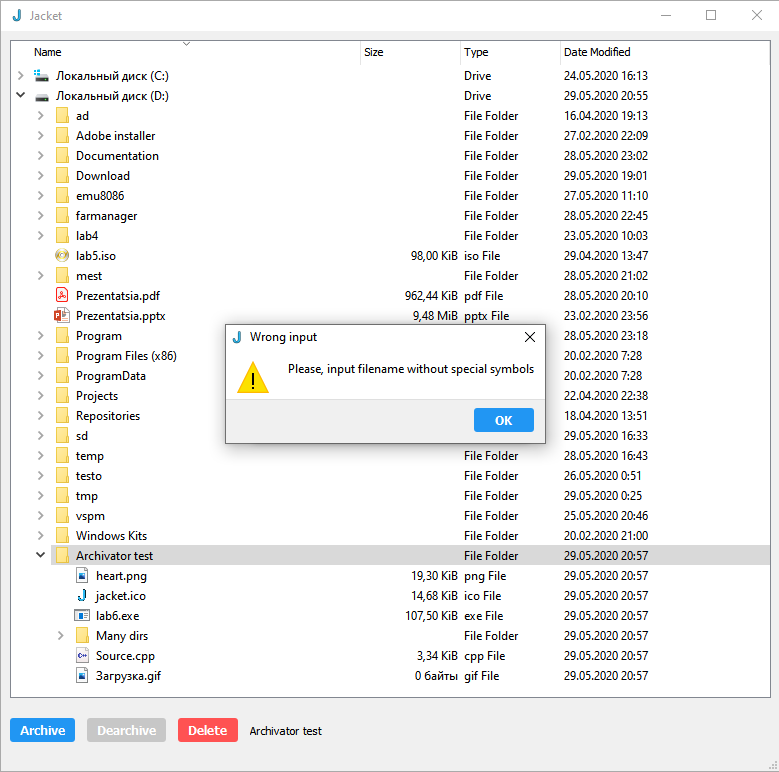 Jacket
Name Size Type Date Modified
Локальный диск (C:) Drive 24.05.2020 16:13
Локальный диск (D:) Drive 29.05.2020 20:55
ad File Folder 16.04.2020 19:13
Adobe installer File Folder 27.02.2020 22:09
Documentation File Folder 28.05.2020 23:02
Download File Folder 29.05.2020 19:01
emu8086 File Folder 27.05.2020 11:10
farmanager File Folder 28.05.2020 22:45
lab4 File Folder 23.05.2020 10:03
lab5.iso 98,00 KiB iso File 29.04.2020 13:47
mest File Folder 28.05.2020 21:02
Prezentatsia.pdf 962,44 KiB pdf File 28.05.2020 20:10
Prezentatsia.pptx 9,48 MiB pptx File 23.02.2020 23:56
Program 28.05.2020 23:18
Program Files (x86) 20.02.2020 7:28
ProgramData 20.02.2020 7:28
Projects 22.04.2020 22:38
Repositories 18.04.2020 13:51
sd 29.05.2020 16:33
Wrong input
Please, input filename without special symbols
OK
temp File Folder 28.05.2020 16:43
testo File Folder 26.05.2020 0:51
tmp File Folder 29.05.2020 0:25
vspm File Folder 25.05.2020 20:46
Windows Kits File Folder 20.02.2020 21:00
Archivator test File Folder 29.05.2020 20:57
heart.png 19,30 KiB png File 29.05.2020 20:57
jacket.ico 14,68 KiB ico File 29.05.2020 20:57
lab6.exe 107,50 KiB exe File 29.05.2020 20:57
Many dirs File Folder 29.05.2020 20:57
Source.cpp 3,34 KiB cpp File 29.05.2020 20:57
Загрузка.gif 0 байты gif File 29.05.2020 20:57
Archive Dearchive Delete Archivator test